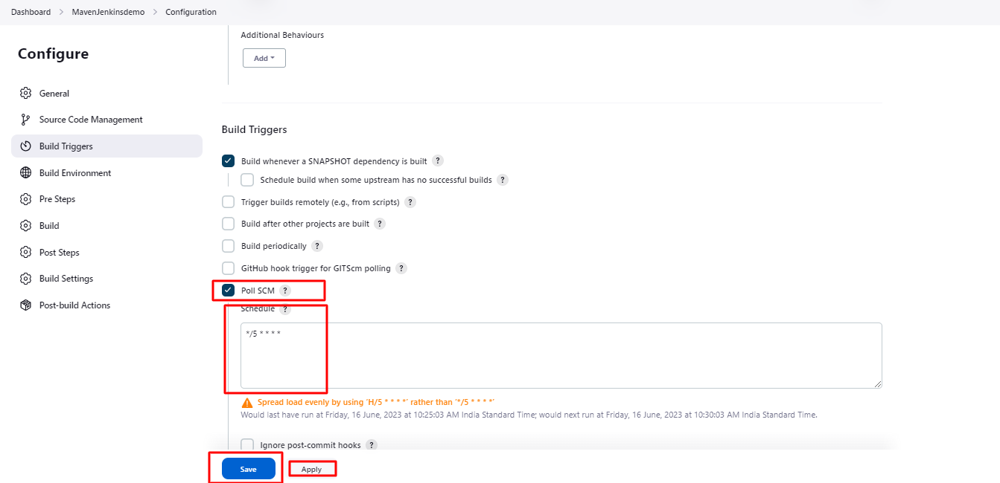 Dashboard > MavenJenkinsdemo > Configuration
Configure
General
Source Code Management
Build Triggers
Build Environment
Pre Steps
Build
Post Steps
Build Settings
Post-build Actions
Additional Behaviours
Add
Build Triggers
Build whenever a SNAPSHOT dependency is built ?
Schedule build when some upstream has no successful builds ?
Trigger builds remotely (e.g., from scripts) ?
Build after other projects are built ?
Build periodically ?
GitHub hook trigger for GITScm polling ?
Poll SCM ?
Schedule ?
*/5 * * * *
Spread load evenly by using ‘H/5 * * * *’ rather than ‘*/5 * * * *’
Would last have run at Friday, 16 June, 2023 at 10:25:03 AM India Standard Time; would next run at Friday, 16 June, 2023 at 10:30:03 AM India Standard Time.
Ignore post-commit hooks ?
Save
Apply